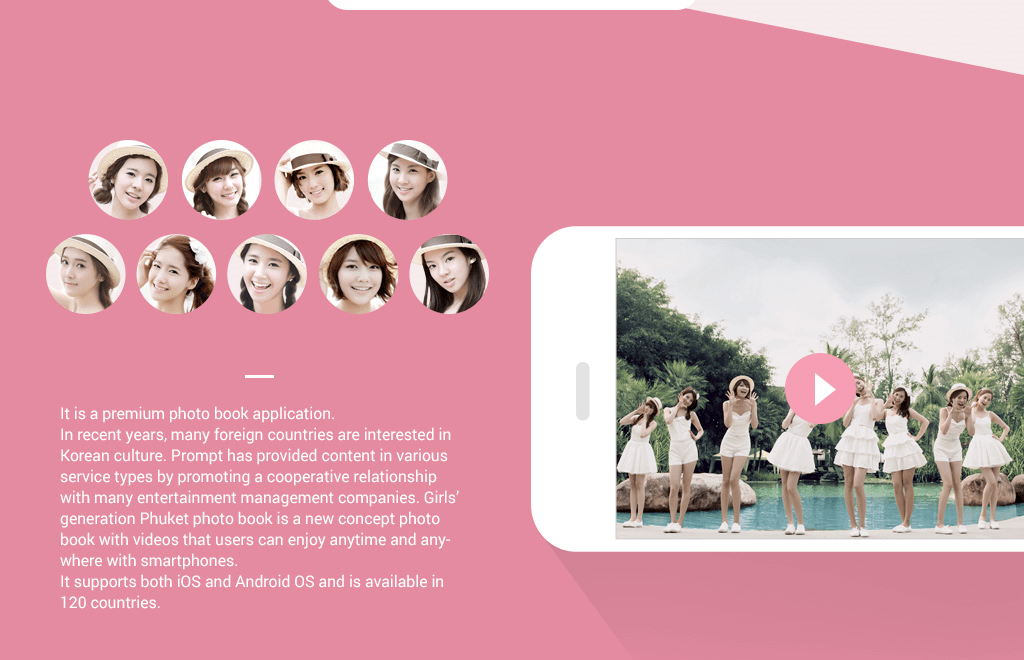 It is a premium photo book application.
In recent years, many foreign countries are interested in
Korean culture. Prompt has provided content in various
service types by promoting a cooperative relationship
with many entertainment management companies. Girls’
generation Phuket photo book is a new concept photo
book with videos that users can enjoy anytime and any-
where with smartphones.
It supports both iOS and Android OS and is available in
120 countries.